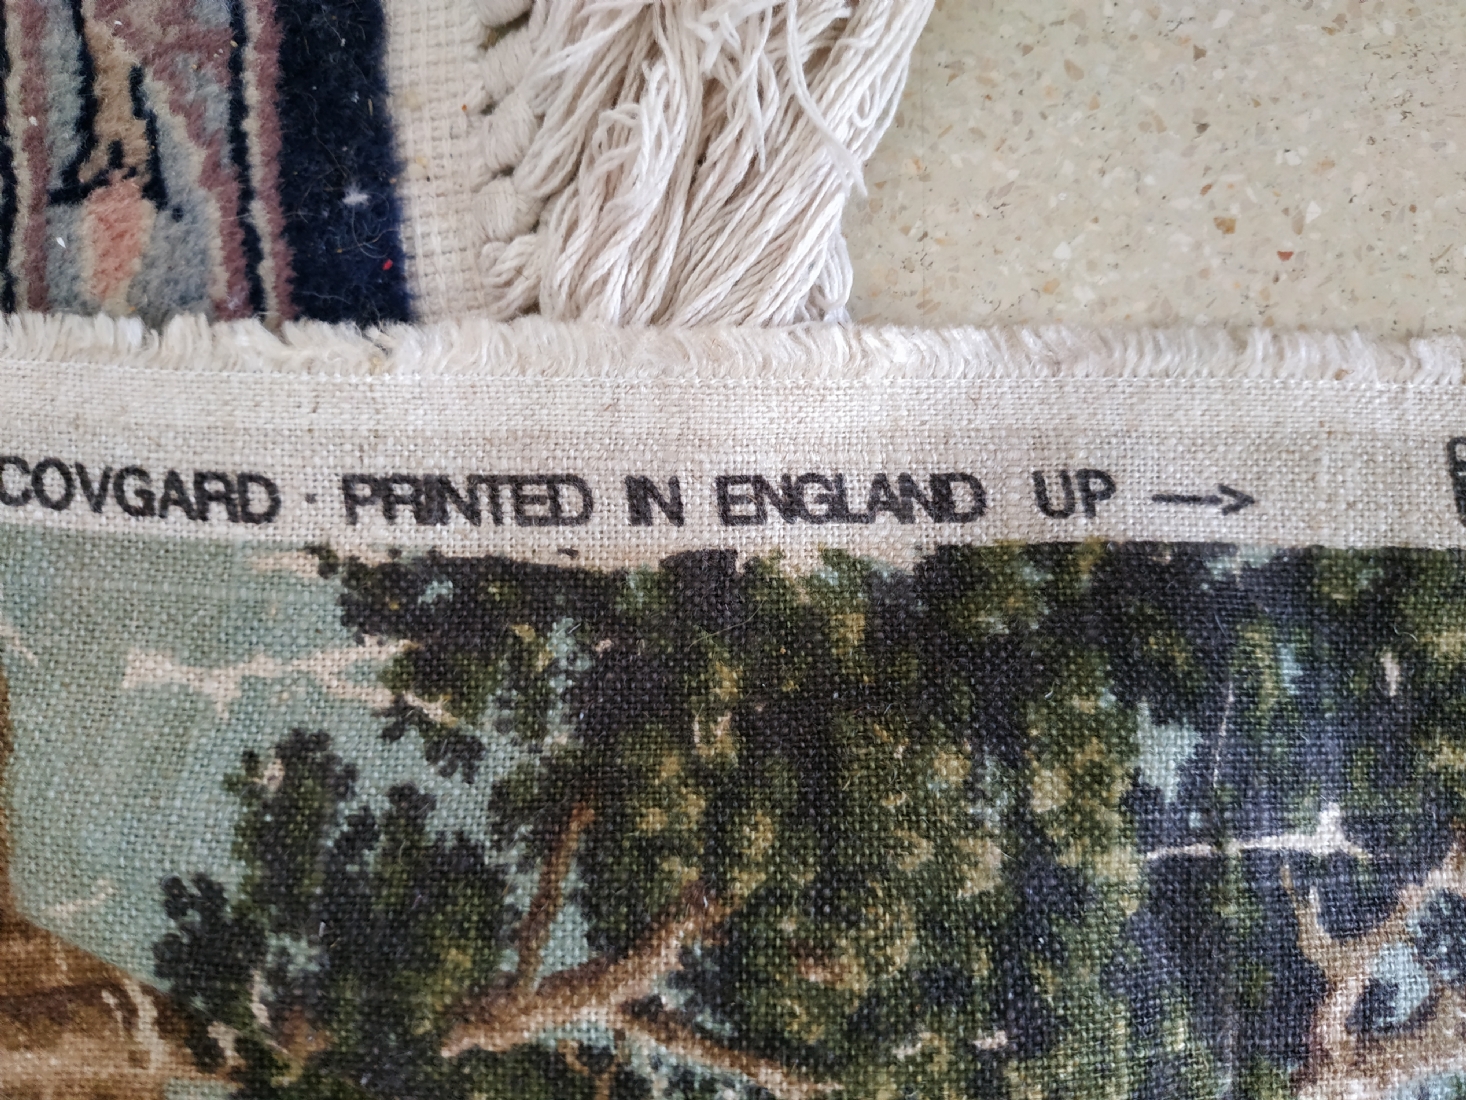 COVGARD · PRINTED IN ENGLAND UP →